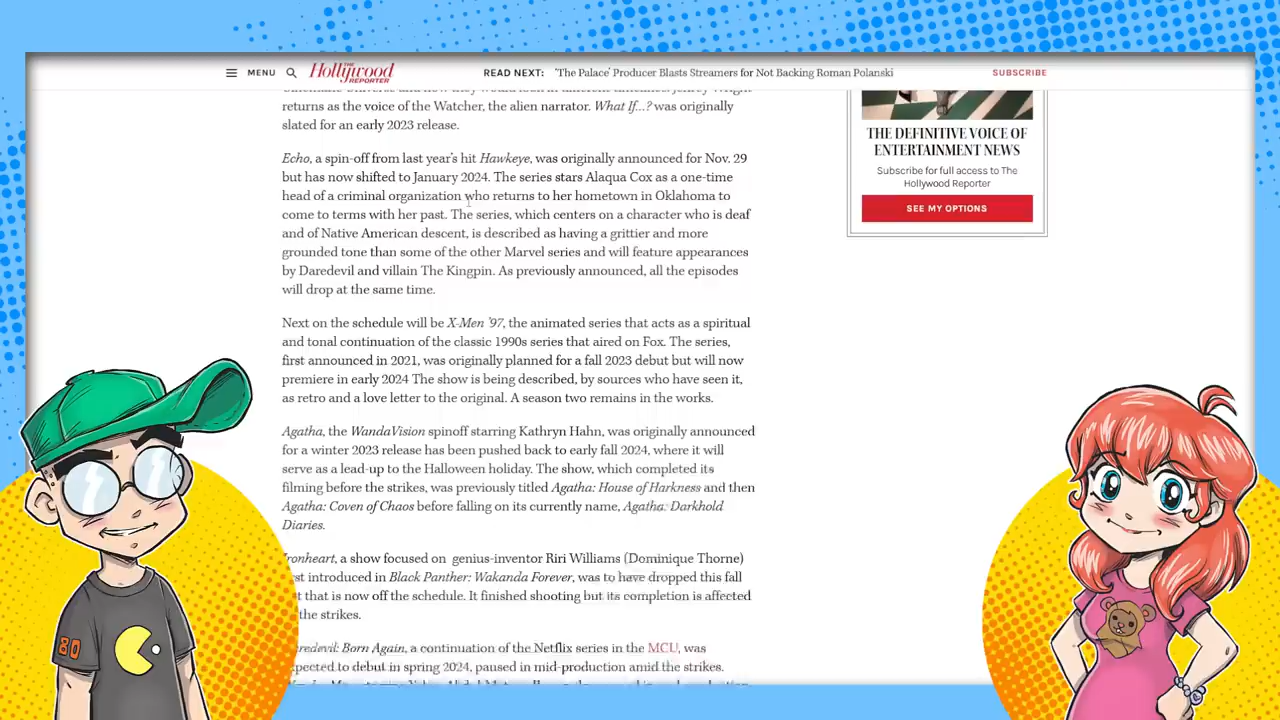 MENU
THE Hollywood REPORTER
READ NEXT: 'The Palace' Producer Blasts Streamers for Not Backing Roman Polanski
SUBSCRIBE
returns as the voice of the Watcher, the alien narrator. What If...? was originally
slated for an early 2023 release.
Echo, a spin-off from last year's hit Hawkeye, was originally announced for Nov. 29
but has now shifted to January 2024. The series stars Alaqua Cox as a one-time
head of a criminal organization who returns to her hometown in Oklahoma to
come to terms with her past. The series, which centers on a character who is deaf
and of Native American descent, is described as having a grittier and more
grounded tone than some of the other Marvel series and will feature appearances
by Daredevil and villain The Kingpin. As previously announced, all the episodes
will drop at the same time.
Next on the schedule will be X-Men '97, the animated series that acts as a spiritual
and tonal continuation of the classic 1990s series that aired on Fox. The series,
first announced in 2021, was originally planned for a fall 2023 debut but will now
premiere in early 2024 The show is being described, by sources who have seen it,
as retro and a love letter to the original. A season two remains in the works.
Agatha, the WandaVision spinoff starring Kathryn Hahn, was originally announced
for a winter 2023 release has been pushed back to early fall 2024, where it will
serve as a lead-up to the Halloween holiday. The show, which completed its
filming before the strikes, was previously titled Agatha: House of Harkness and then
Agatha: Coven of Chaos before falling on its currently name, Agatha: Darkhold
Diaries.
Ironheart, a show focused on genius-inventor Riri Williams (Dominique Thorne)
introduced in Black Panther: Wakanda Forever, was to have dropped this fall
that is now off the schedule. It finished shooting but its completion is affected
the strikes.
Born Again, a continuation of the Netflix series in the MCU, was
to debut in spring 2024, paused in mid-production amid the strikes.
THE DEFINITIVE VOICE OF
ENTERTAINMENT NEWS
Subscribe for full access to The
Hollywood Reporter
SEE MY OPTIONS
80